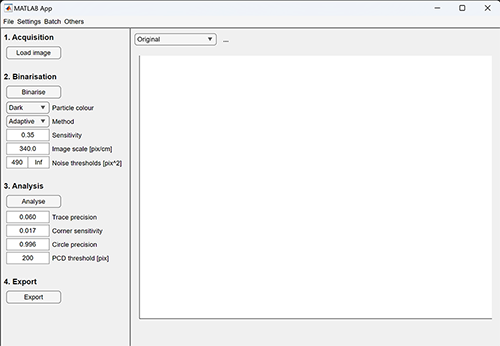 MATLAB App
File Settings Batch Others
1. Acquisition
Load image
Original
...
2. Binarisation
Binarise
Dark Particle colour
Adaptive Method
0.35 Sensitivity
340.0 Image scale [pix/cm]
490 Inf Noise thresholds [pix^2]
3. Analysis
Analyse
0.060 Trace precision
0.017 Corner sensitivity
0.996 Circle precision
200 PCD threshold [pix]
4. Export
Export